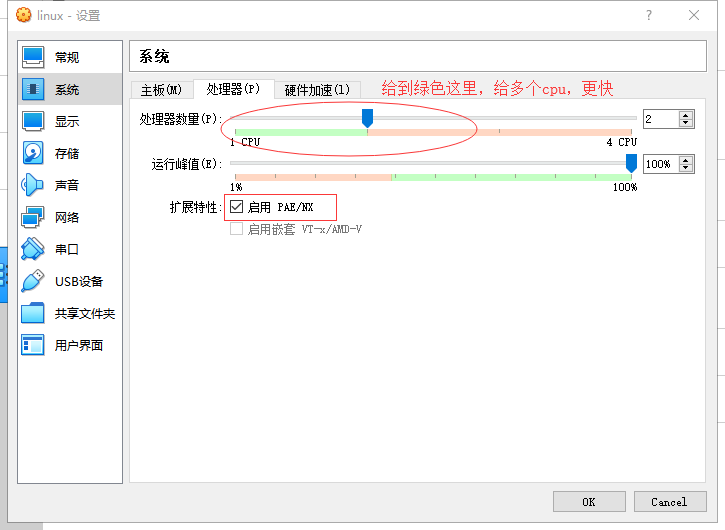 linux - 设置
常规
系统
显示
存储
声音
网络
串口
USB设备
共享文件夹
用户界面
系统
主板(M) 处理器(P) 硬件加速(l)
给到绿色这里，给多个cpu，更快
处理器数量(P): 2
1 CPU 4 CPU
运行峰值(E): 100%
1% 100%
扩展特性: 启用 PAE/NX
启用嵌套 VT-x/AMD-V
OK Cancel